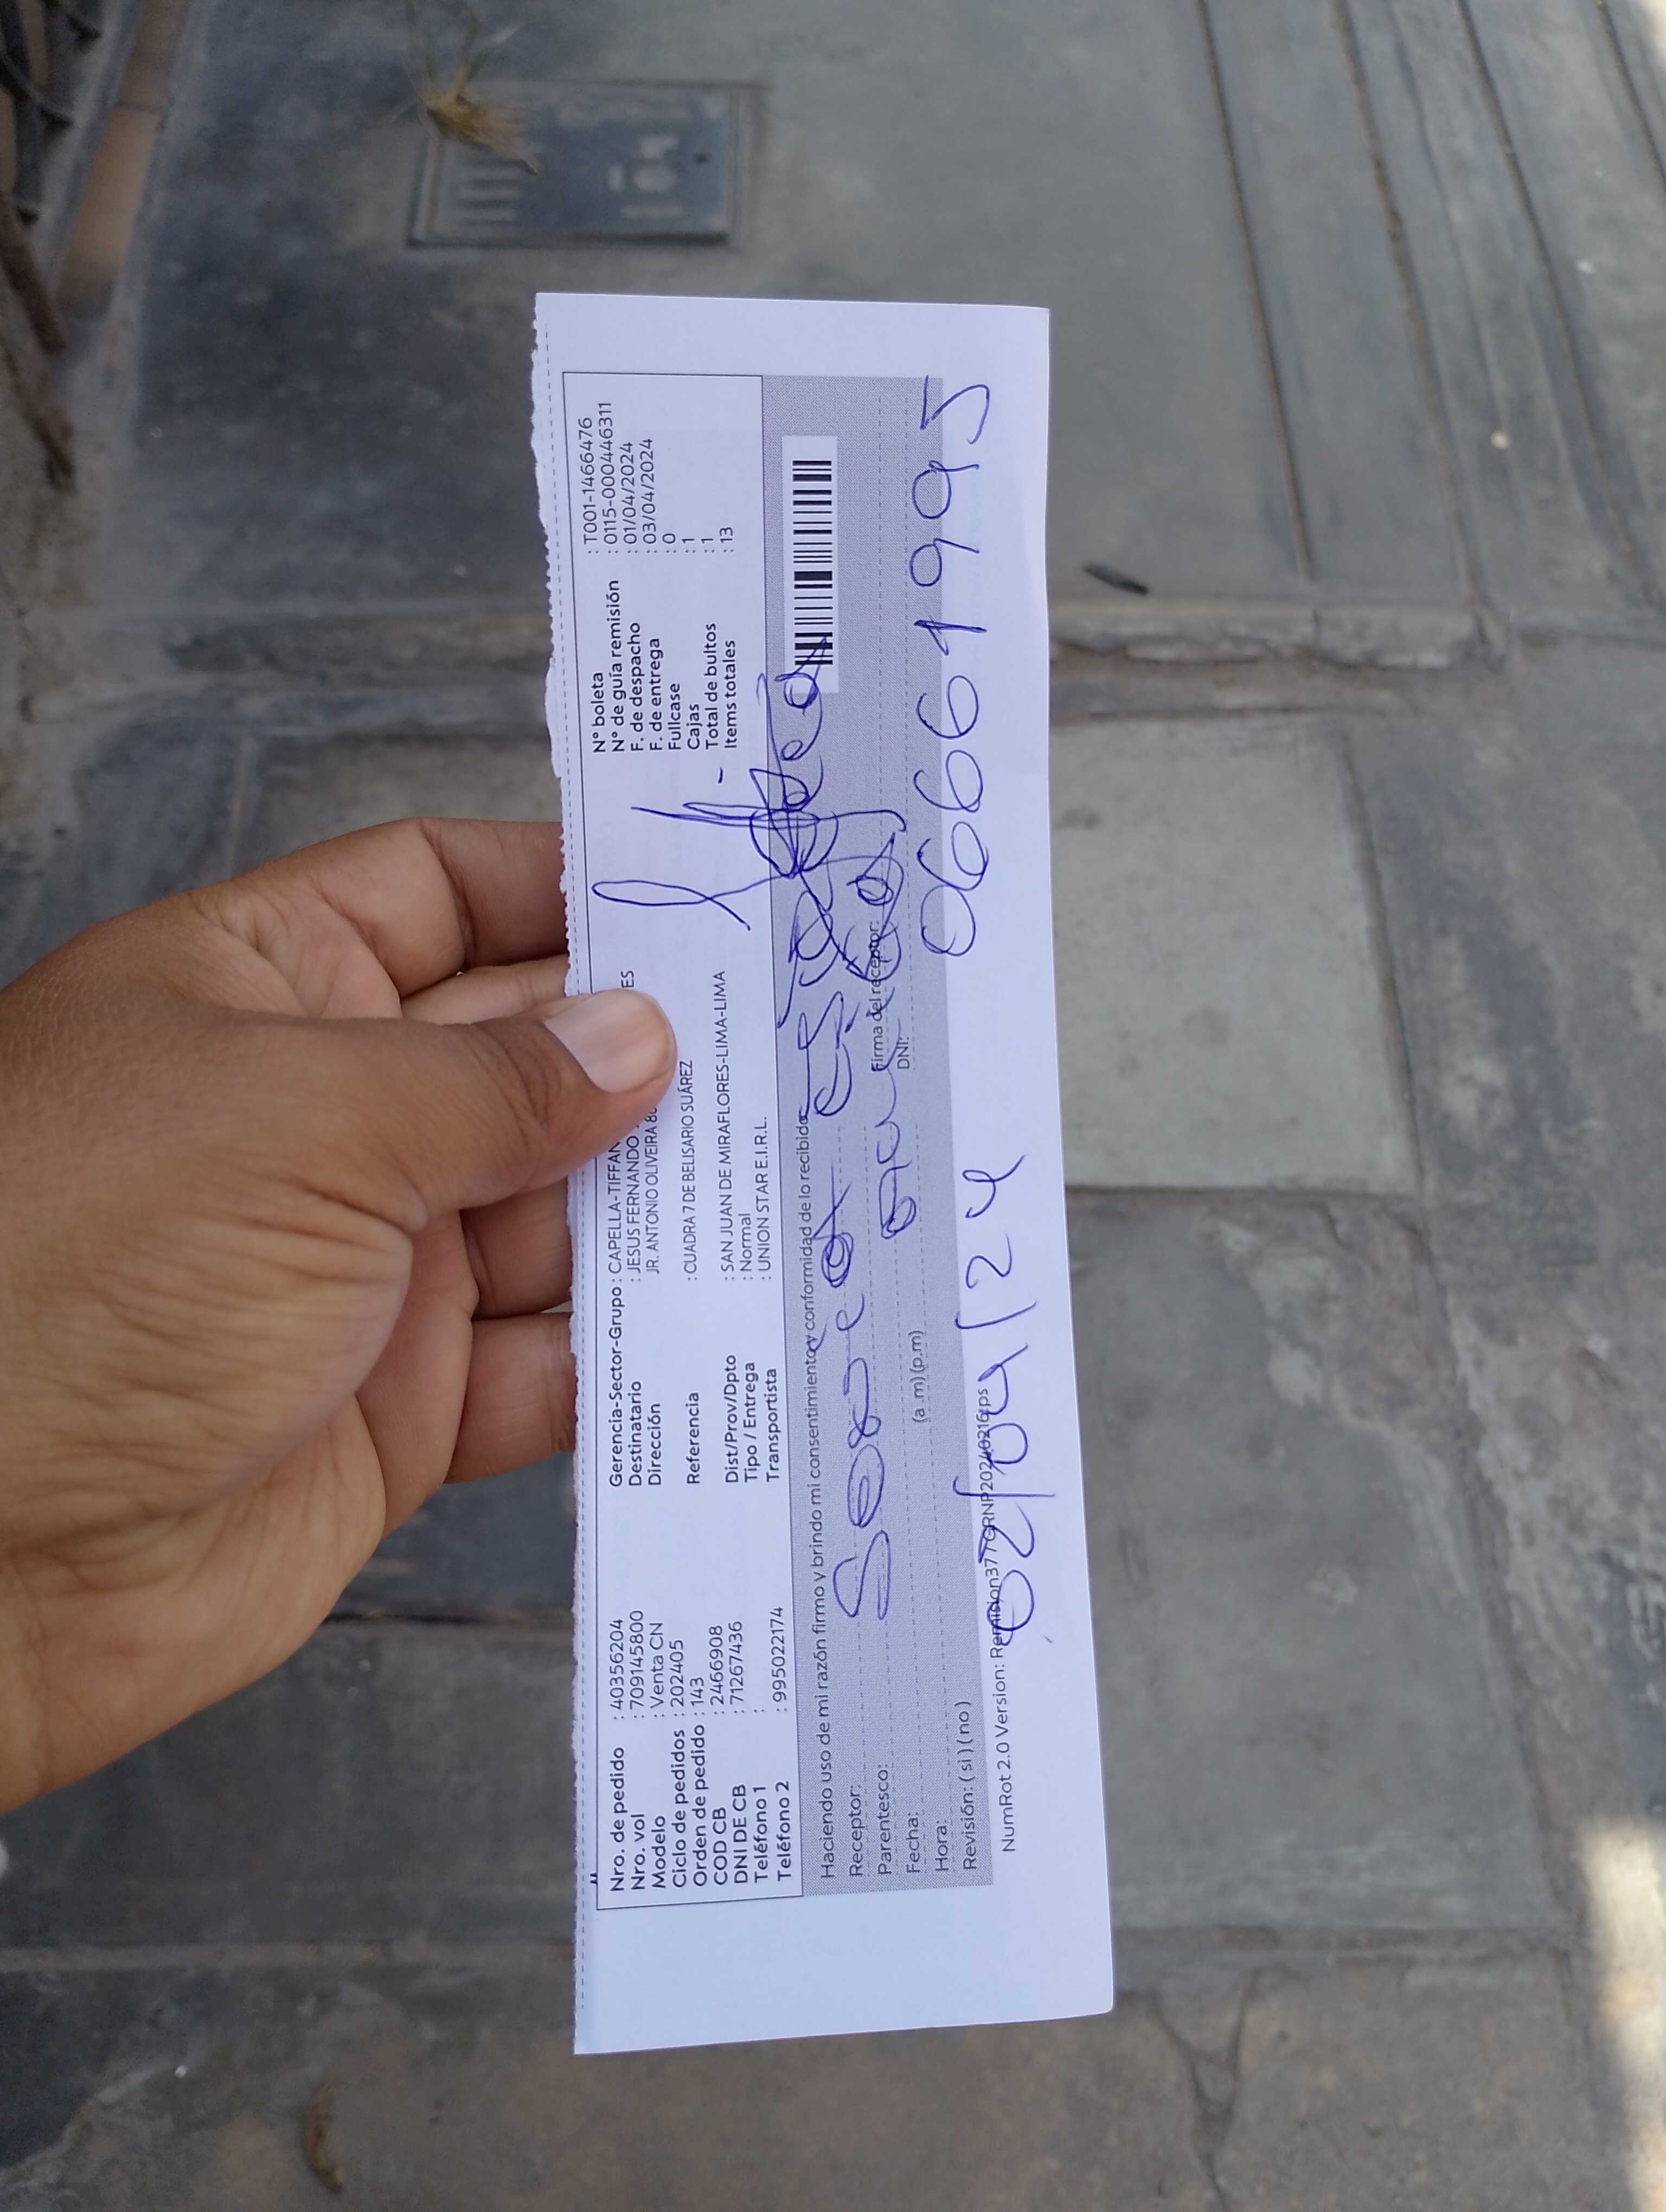 Nro. de pedido : 40356204
Nro. vol : 709145800
Modelo : Venta CN
Ciclo de pedidos : 202405
Orden de pedido : 143
COD CB : 2466908
DNI DE CB : 71267436
Teléfono 1 :
Teléfono 2 : 995022174
Gerencia-Sector-Grupo : CAPELLA-TIFFAN
Destinatario : JESUS FERNANDO ES
Dirección JR. ANTONIO OLIVEIRA
Referencia : CUADRA 7 DE BELISARIO SUÁREZ
Dist/Prov/Dpto : SAN JUAN DE MIRAFLORES-LIMA-LIMA
Tipo / Entrega : Normal
Transportista : UNION STAR E.I.R.L.
N° boleta : T001-1466476
N° de guía remisión : 0115-000446311
F. de despacho : 01/04/2024
F. de entrega : 03/04/2024
Fullcase : 0
Cajas : 1
Total de bultos : 1
Items totales : 13
Haciendo uso de mi razón firmo y brindo mi consentimiento y conformidad de lo recibido
Receptor:
Parentesco:
Fecha: Firma del receptor:
Hora: (a.m) (p.m) DNI: 06661995
Revisión: ( si ) ( no ) 02/04/24
NumRot 2.0 Version: Remision377CRNP20240216.ps